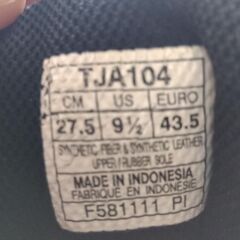 TJA104
CM US EURO
27.5 9½ 43.5
SYNTHETIC FIBER & SYNTHETIC LEATHER
UPPER / RUBBER SOLE
MADE IN INDONESIA
FABRIQUE EN INDONESIE
F581111 PI